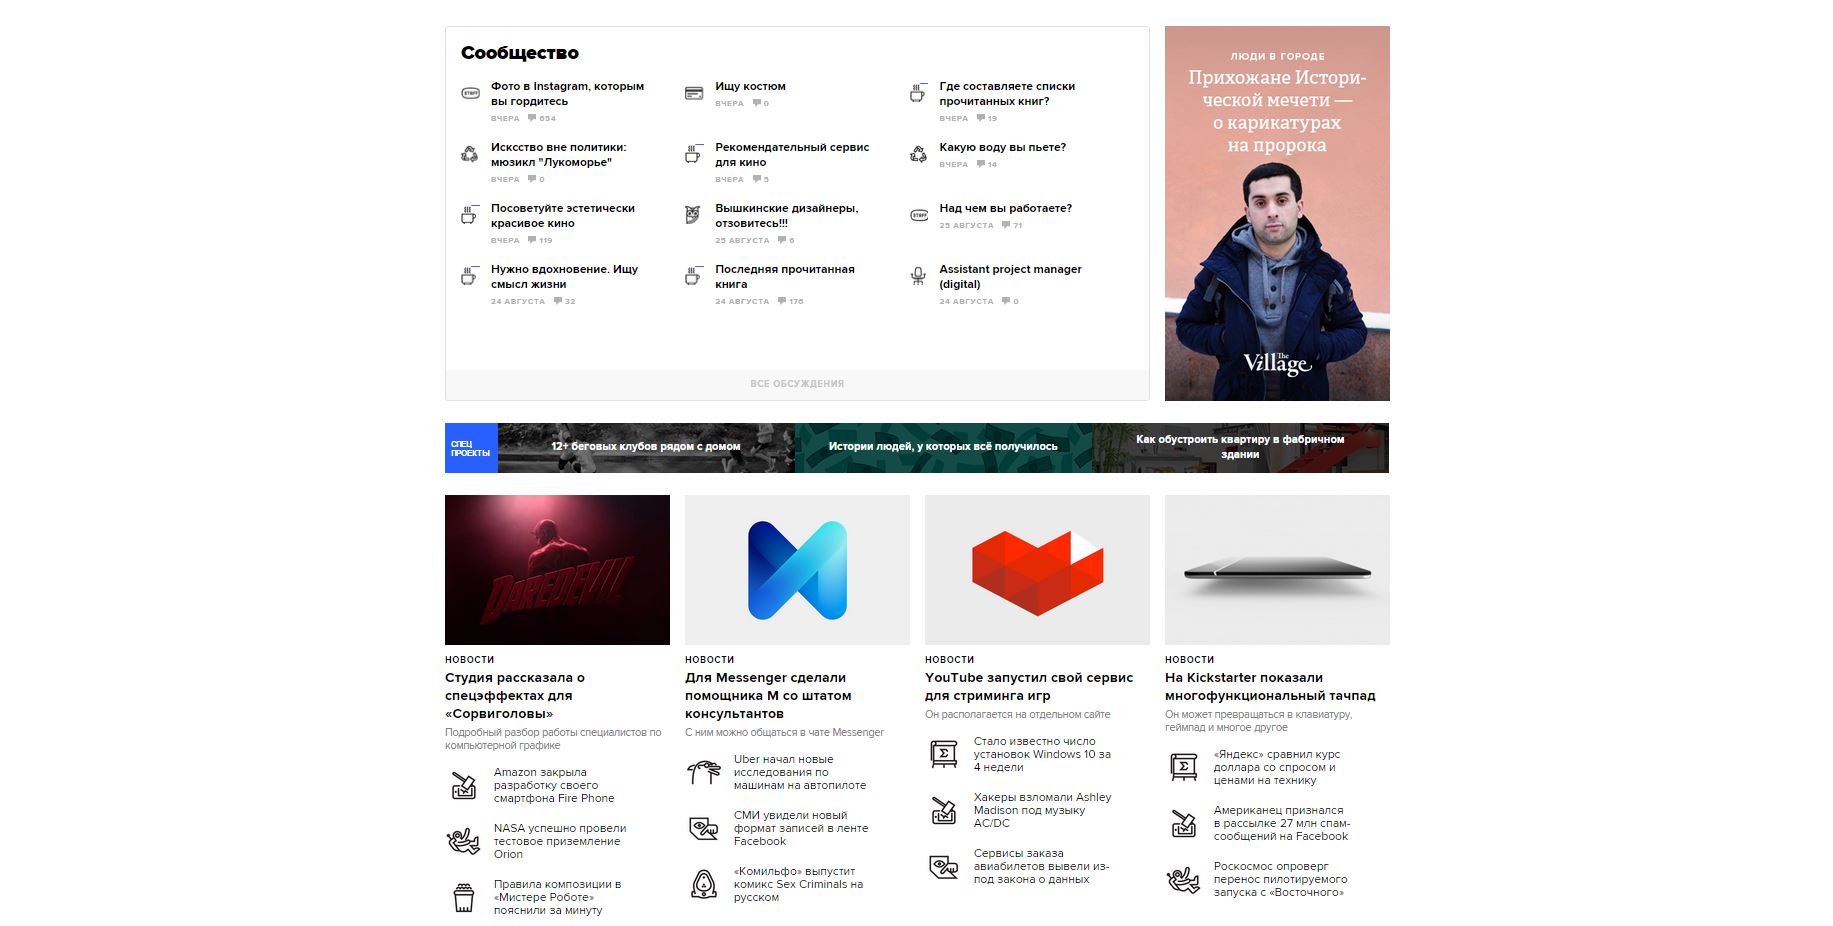 Сообщество
Фото в Instagram, которым
вы гордитесь
ВЧЕРА 654
Ищу костюм
ВЧЕРА 0
Где составляете списки
прочитанных книг?
ВЧЕРА 19
Исксство вне политики:
мюзикл "Лукоморье"
ВЧЕРА 0
Рекомендательный сервис
для кино
ВЧЕРА 5
Какую воду вы пьете?
ВЧЕРА 14
Посоветуйте эстетически
красивое кино
ВЧЕРА 119
Вышкинские дизайнеры,
отзовитесь!!!
25 АВГУСТА 6
STAFF
Над чем вы работаете?
25 АВГУСТА 71
Нужно вдохновение. Ищу
смысл жизни
24 АВГУСТА 32
Последняя прочитанная
книга
24 АВГУСТА 176
Assistant project manager
(digital)
24 АВГУСТА 0
ВСЕ ОБСУЖДЕНИЯ
ЛЮДИ В ГОРОДЕ
Прихожане Истори-
ческой мечети —
о карикатурах
на пророка
The
Village
СПЕЦ
ПРОЕКТЫ
12+ беговых клубов рядом с домом
Истории людей, у которых всё получилось
Как обустроить квартиру в фабричном
здании
DAREDEVIL
НОВОСТИ
Студия рассказала о
спецэффектах для
«Сорвиголовы»
Подробный разбор работы специалистов по
компьютерной графике
Amazon закрыла
разработку своего
смартфона Fire Phone
NASA успешно провели
тестовое приземление
Orion
Правила композиции в
«Мистере Роботе»
пояснили за минуту
НОВОСТИ
Для Messenger сделали
помощника M со штатом
консультантов
С ним можно общаться в чате Messenger
Uber начал новые
исследования по
машинам на автопилоте
СМИ увидели новый
формат записей в ленте
Facebook
«Комильфо» выпустит
комикс Sex Criminals на
русском
НОВОСТИ
YouTube запустил свой сервис
для стриминга игр
Он располагается на отдельном сайте
Стало известно число
установок Windows 10 за
4 недели
Хакеры взломали Ashley
Madison под музыку
AC/DC
Сервисы заказа
авиабилетов вывели из-
под закона о данных
НОВОСТИ
На Kickstarter показали
многофункциональный тачпад
Он может превращаться в клавиатуру,
геймпад и многое другое
«Яндекс» сравнил курс
доллара со спросом и
ценами на технику
Американец признался
в рассылке 27 млн спам-
сообщений на Facebook
Роскосмос опроверг
перенос пилотируемого
запуска с «Восточного»